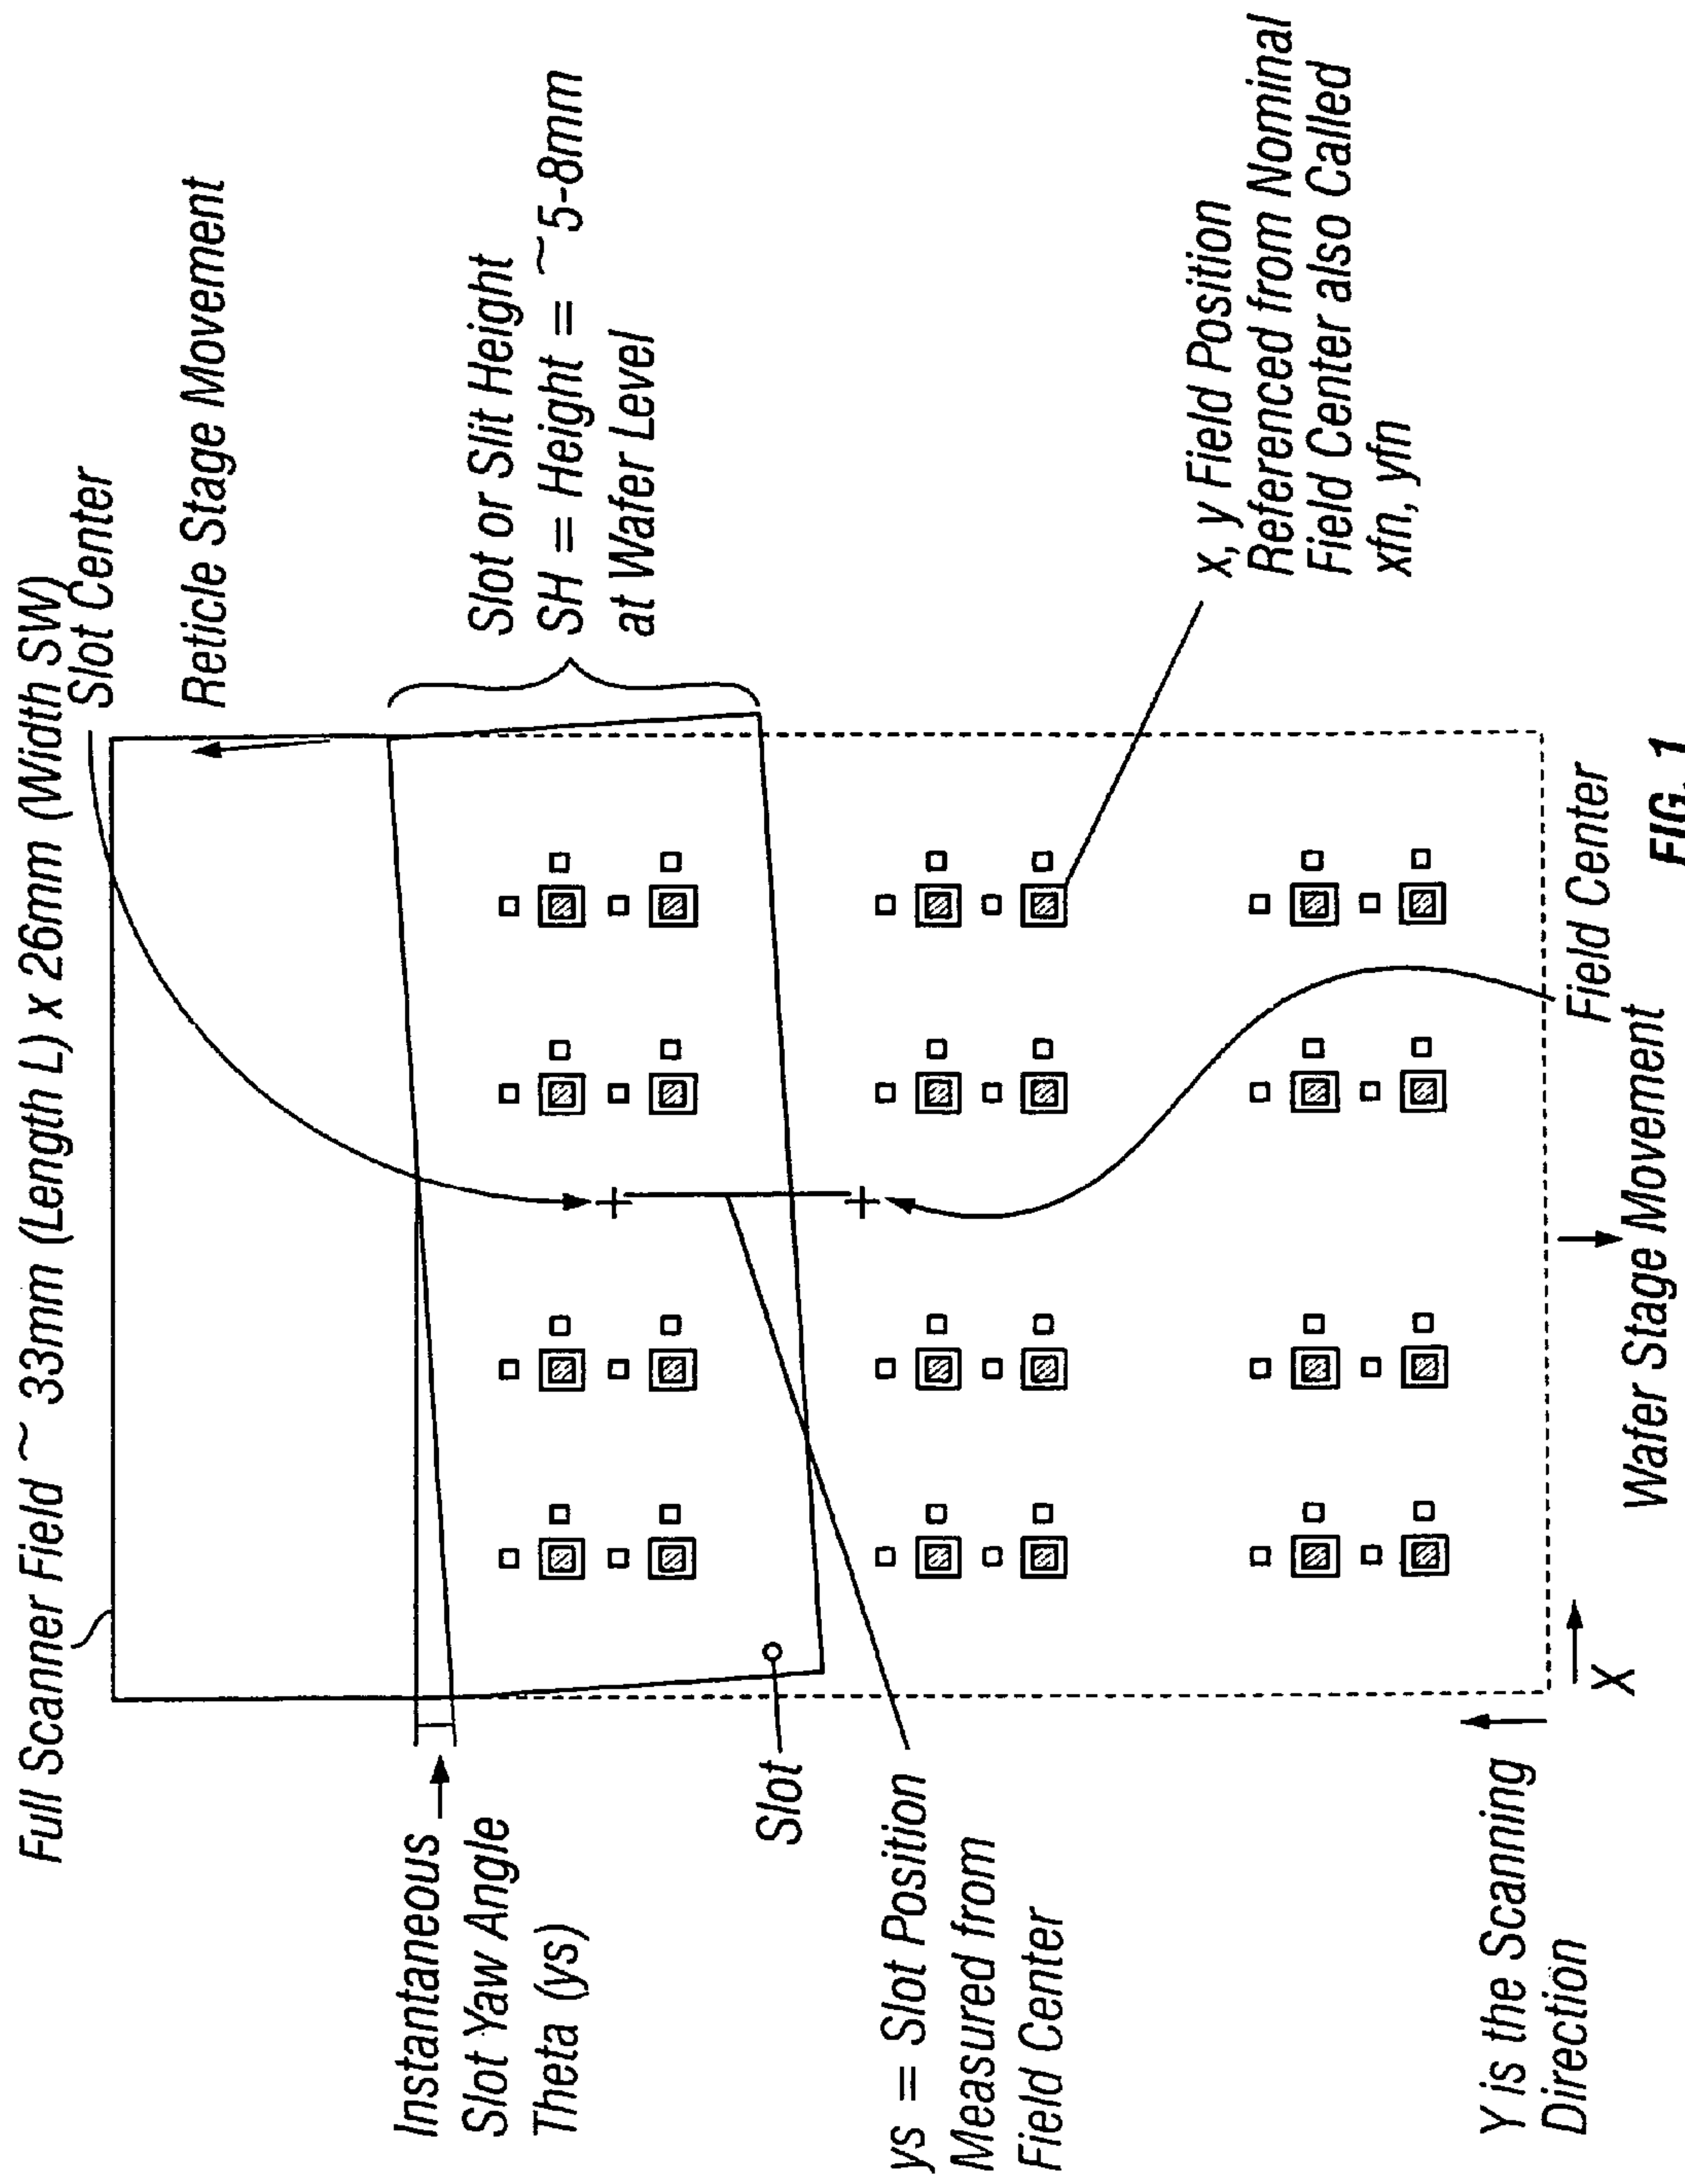 Full Scanner Field ~ 33mm (Length L) x 26mm (Width SW)
Slot Center
Reticle Stage Movement
Instantaneous
Slot Yaw Angle
Theta (ys)
Slot or Slit Height
SH = Height = ~5-8mm
at Wafer Level
Slot
ys = Slot Position
Measured from
Field Center
x, y Field Position
Referenced from Nominal
Field Center also Called
xfn, yfn
Y is the Scanning
Direction
X
Field Center
Wafer Stage Movement
FIG. 1